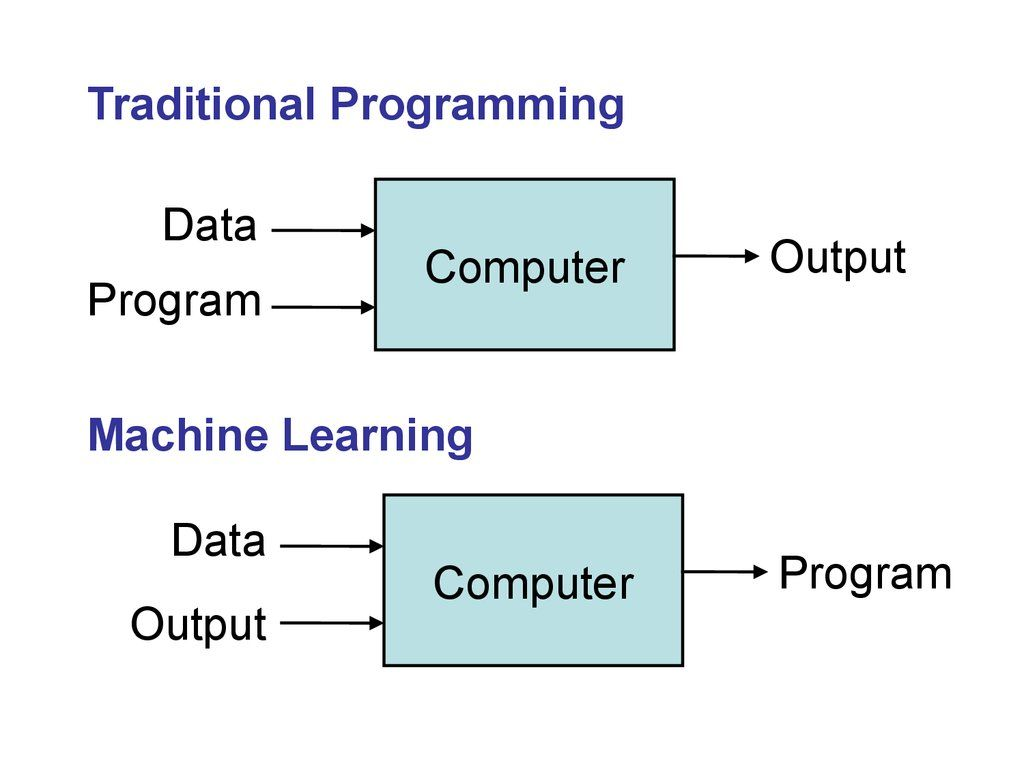 Traditional Programming
Data
Program
Computer
Output
Machine Learning
Data
Output
Computer
Program